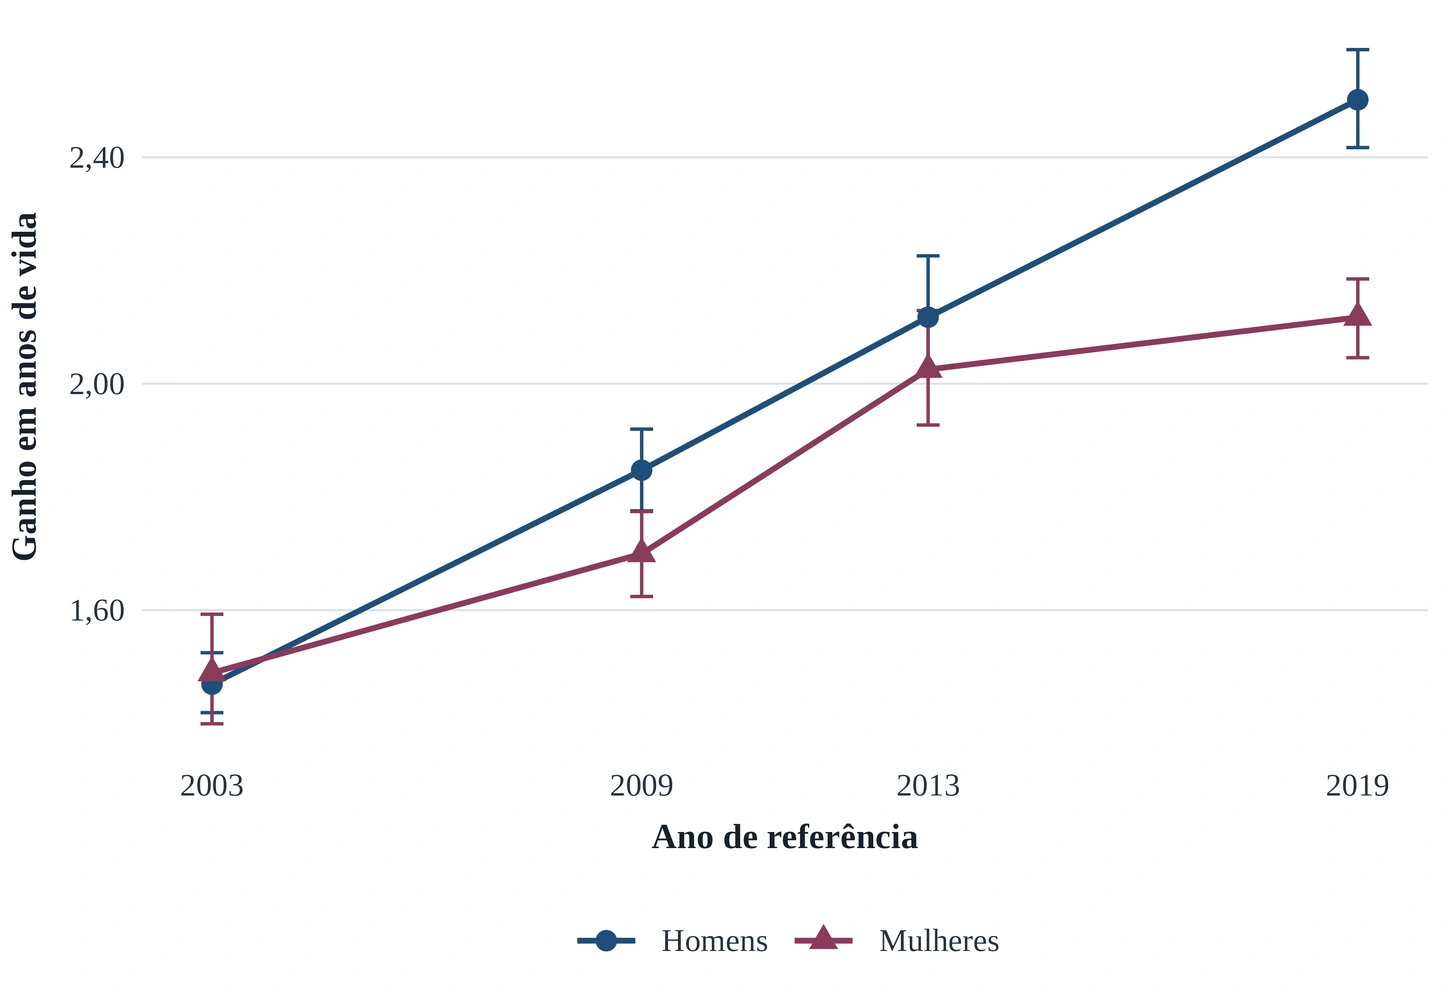 Ganho em anos de vida
2,40
2,00
1,60
2003 2009 2013 2019
Ano de referência
Homens Mulheres